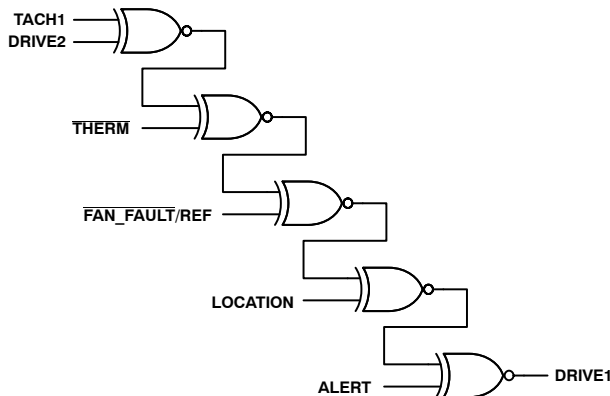 TACH1
DRIVE2
THERM
FAN_FAULT/REF
LOCATION
ALERT
DRIVE1